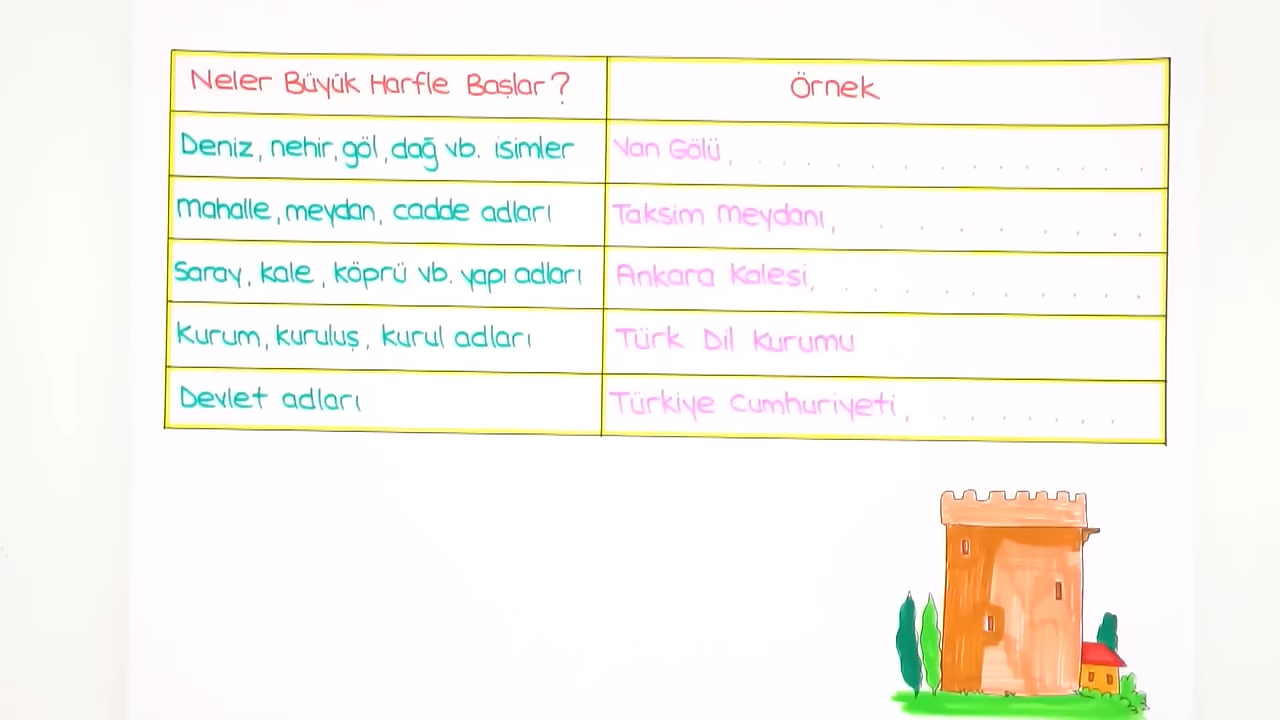 Neler Büyük Harfle Başlar?
Örnek
Deniz, nehir, göl, dağ vb. isimler
Van Gölü, . . . . . . . . . . . . .
mahalle, meydan, cadde adları
Taksim meydanı, . . . . . . . . .
Saray, kale, köprü vb. yapı adları
Ankara Kalesi, . . . . . . . . . . .
Kurum, kuruluş, kurul adları
Türk Dil Kurumu
Devlet adları
Türkiye Cumhuriyeti, . . . . . . .